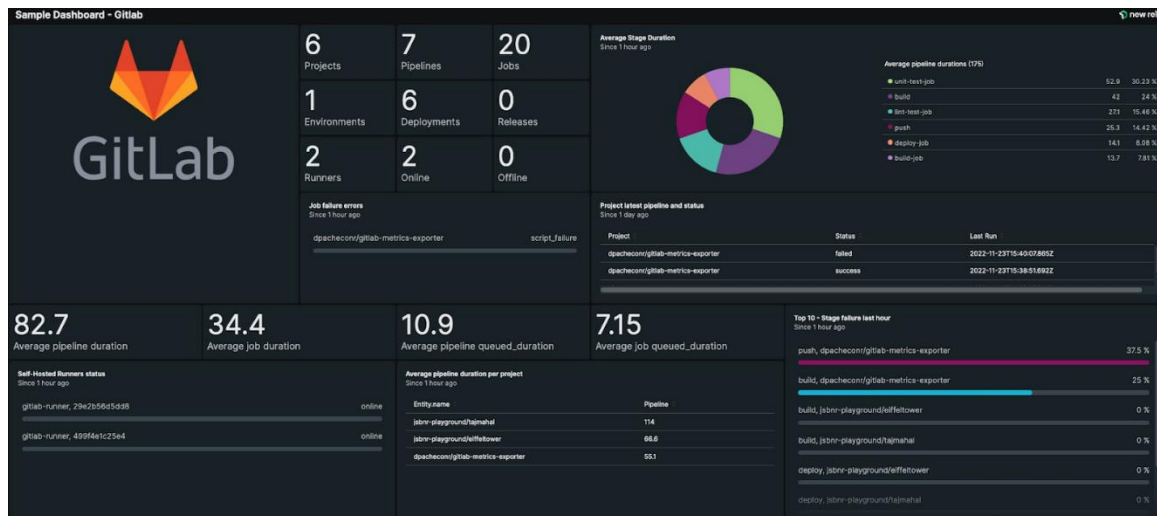 Sample Dashboard - Gitlab
new rel
GitLab
6
Projects
7
Pipelines
20
Jobs
1
Environments
6
Deployments
0
Releases
2
Runners
2
Online
0
Offline
Average Stage Duration
Since 1 hour ago
Average pipeline durations (175)
unit-test-job 52.9 30.23 %
build 42 24 %
lint-test-job 27.1 15.46 %
push 25.3 14.42 %
deploy-job 14.1 8.08 %
build-job 13.7 7.81 %
Job failure errors
Since 1 hour ago
dpacheconr/gitlab-metrics-exporter script_failure
Project latest pipeline and status
Since 1 day ago
Project Status Last Run
dpacheconr/gitlab-metrics-exporter failed 2022-11-23T15:40:07.865Z
dpacheconr/gitlab-metrics-exporter success 2022-11-23T15:38:51.692Z
82.7
Average pipeline duration
34.4
Average job duration
10.9
Average pipeline queued_duration
7.15
Average job queued_duration
Top 10 - Stage failure last hour
Since 1 hour ago
push, dpacheconr/gitlab-metrics-exporter 37.5 %
build, dpacheconr/gitlab-metrics-exporter 25 %
build, jsbnr-playground/eiffeltower 0 %
build, jsbnr-playground/tajmahal 0 %
deploy, jsbnr-playground/eiffeltower 0 %
deploy, jsbnr-playground/tajmahal 0 %
Self-Hosted Runners status
Since 1 hour ago
gitlab-runner, 29e2b56d5dd8 online
gitlab-runner, 499f4e1c25e4 online
Average pipeline duration per project
Since 1 hour ago
Entity.name Pipeline
jsbnr-playground/tajmahal 114
jsbnr-playground/eiffeltower 66.6
dpacheconr/gitlab-metrics-exporter 55.1